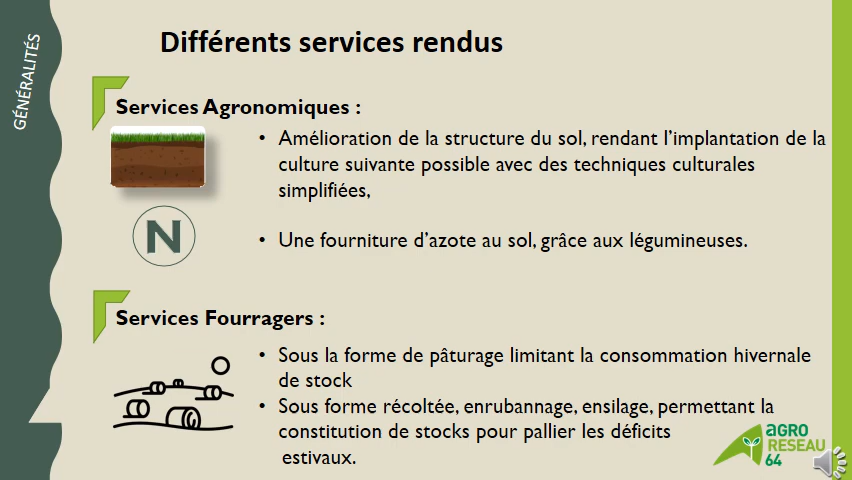 GÉNÉRALITÉS
Différents services rendus
Services Agronomiques :
• Amélioration de la structure du sol, rendant l’implantation de la
culture suivante possible avec des techniques culturales
simplifiées,
N
• Une fourniture d’azote au sol, grâce aux légumineuses.
Services Fourragers :
• Sous la forme de pâturage limitant la consommation hivernale
de stock
• Sous forme récoltée, enrubannage, ensilage, permettant la
constitution de stocks pour pallier les déficits
estivaux.
AGRO
RESEAU
64